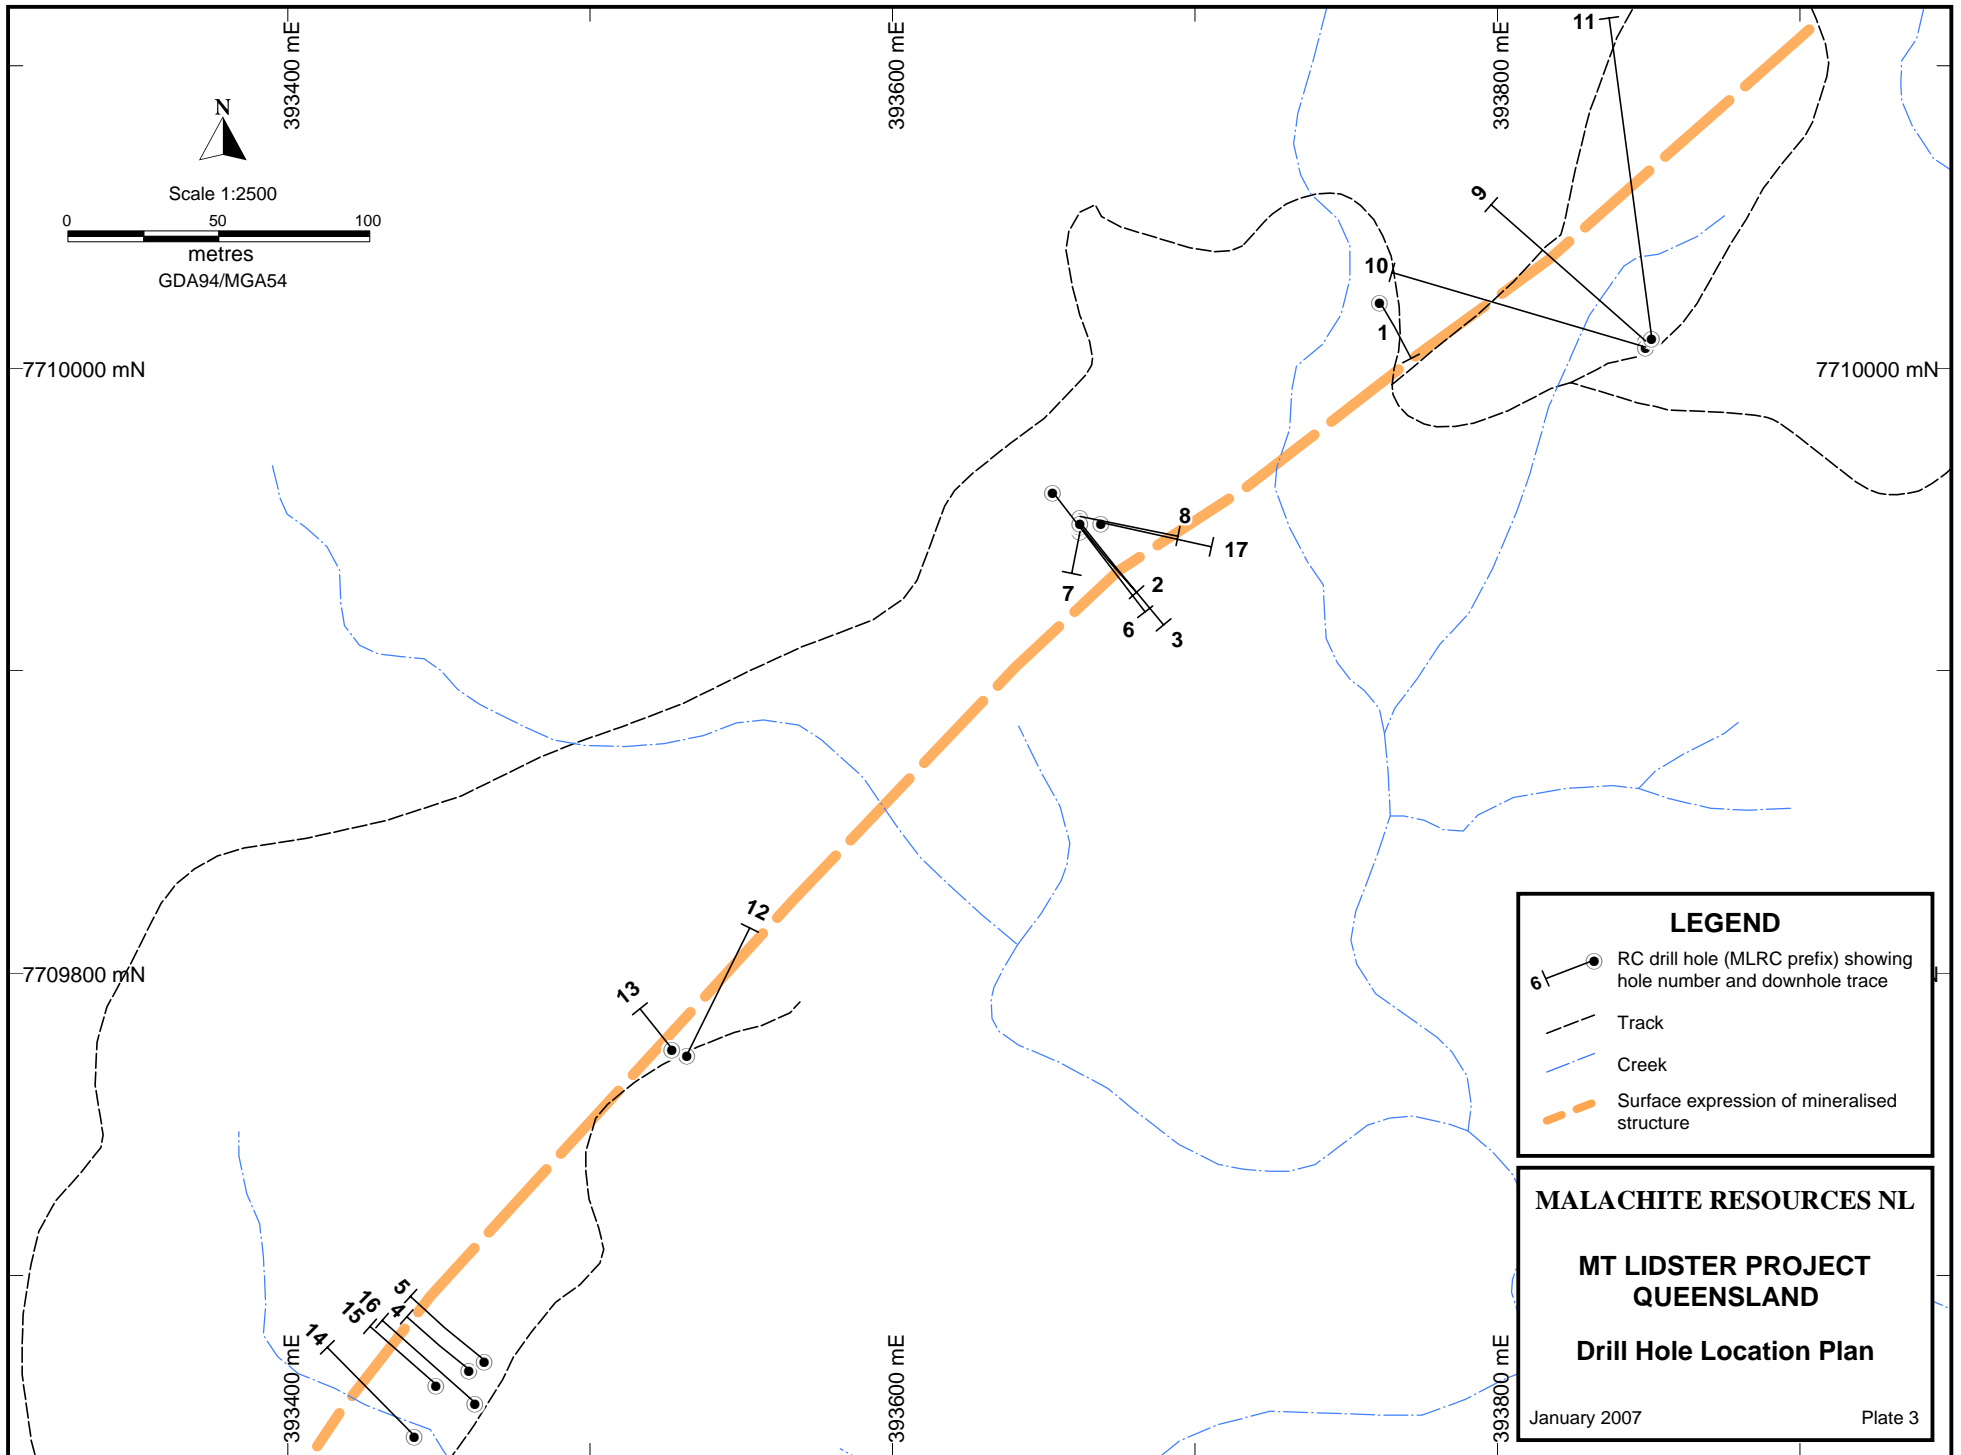 393400 mE
393600 mE
393800 mE
11
N
Scale 1:2500
0 50 100
metres
GDA94/MGA54
9
10
1
7710000 mN
7710000 mN
8
17
7
2
6
3
12
7709800 mN
13
5
16
4
15
14
393400 mE
393600 mE
393800 mE
LEGEND
6
RC drill hole (MLRC prefix) showing
hole number and downhole trace
Track
Creek
Surface expression of mineralised
structure
MALACHITE RESOURCES NL
MT LIDSTER PROJECT
QUEENSLAND
Drill Hole Location Plan
January 2007 Plate 3